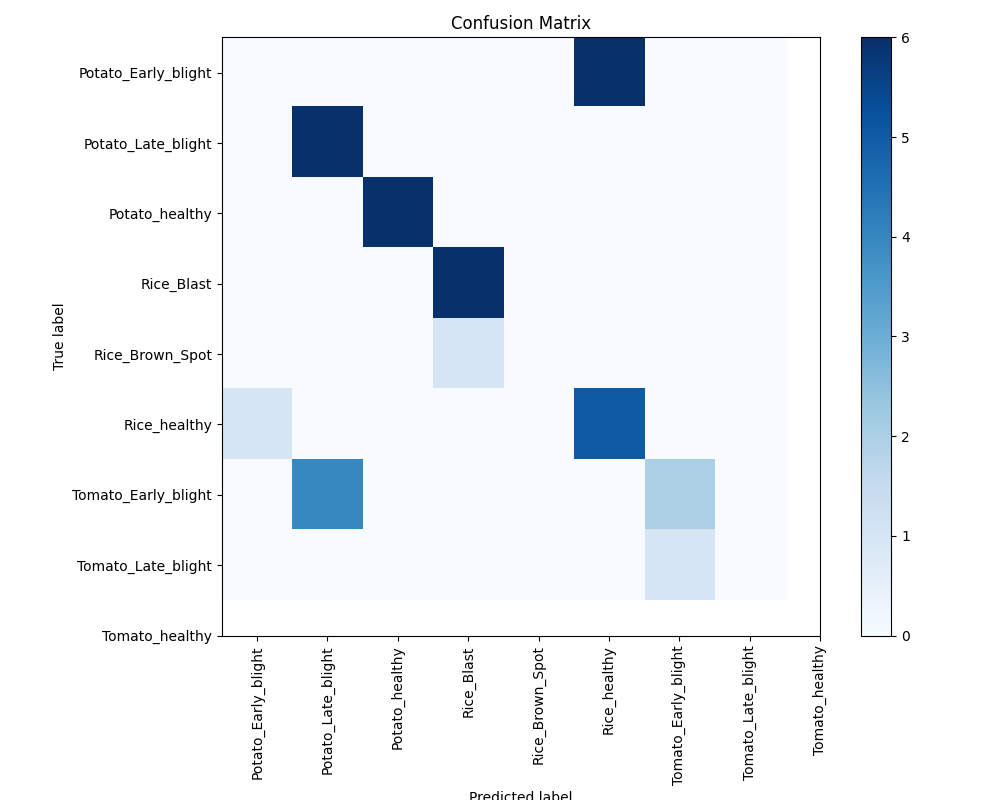 Confusion Matrix
Potato_Early_blight
Potato_Late_blight
Potato_healthy
Rice_Blast
Rice_Brown_Spot
Rice_healthy
Tomato_Early_blight
Tomato_Late_blight
Tomato_healthy
True label
Potato_Early_blight
Potato_Late_blight
Potato_healthy
Rice_Blast
Rice_Brown_Spot
Rice_healthy
Tomato_Early_blight
Tomato_Late_blight
Tomato_healthy
Predicted label
6
5
4
3
2
1
0